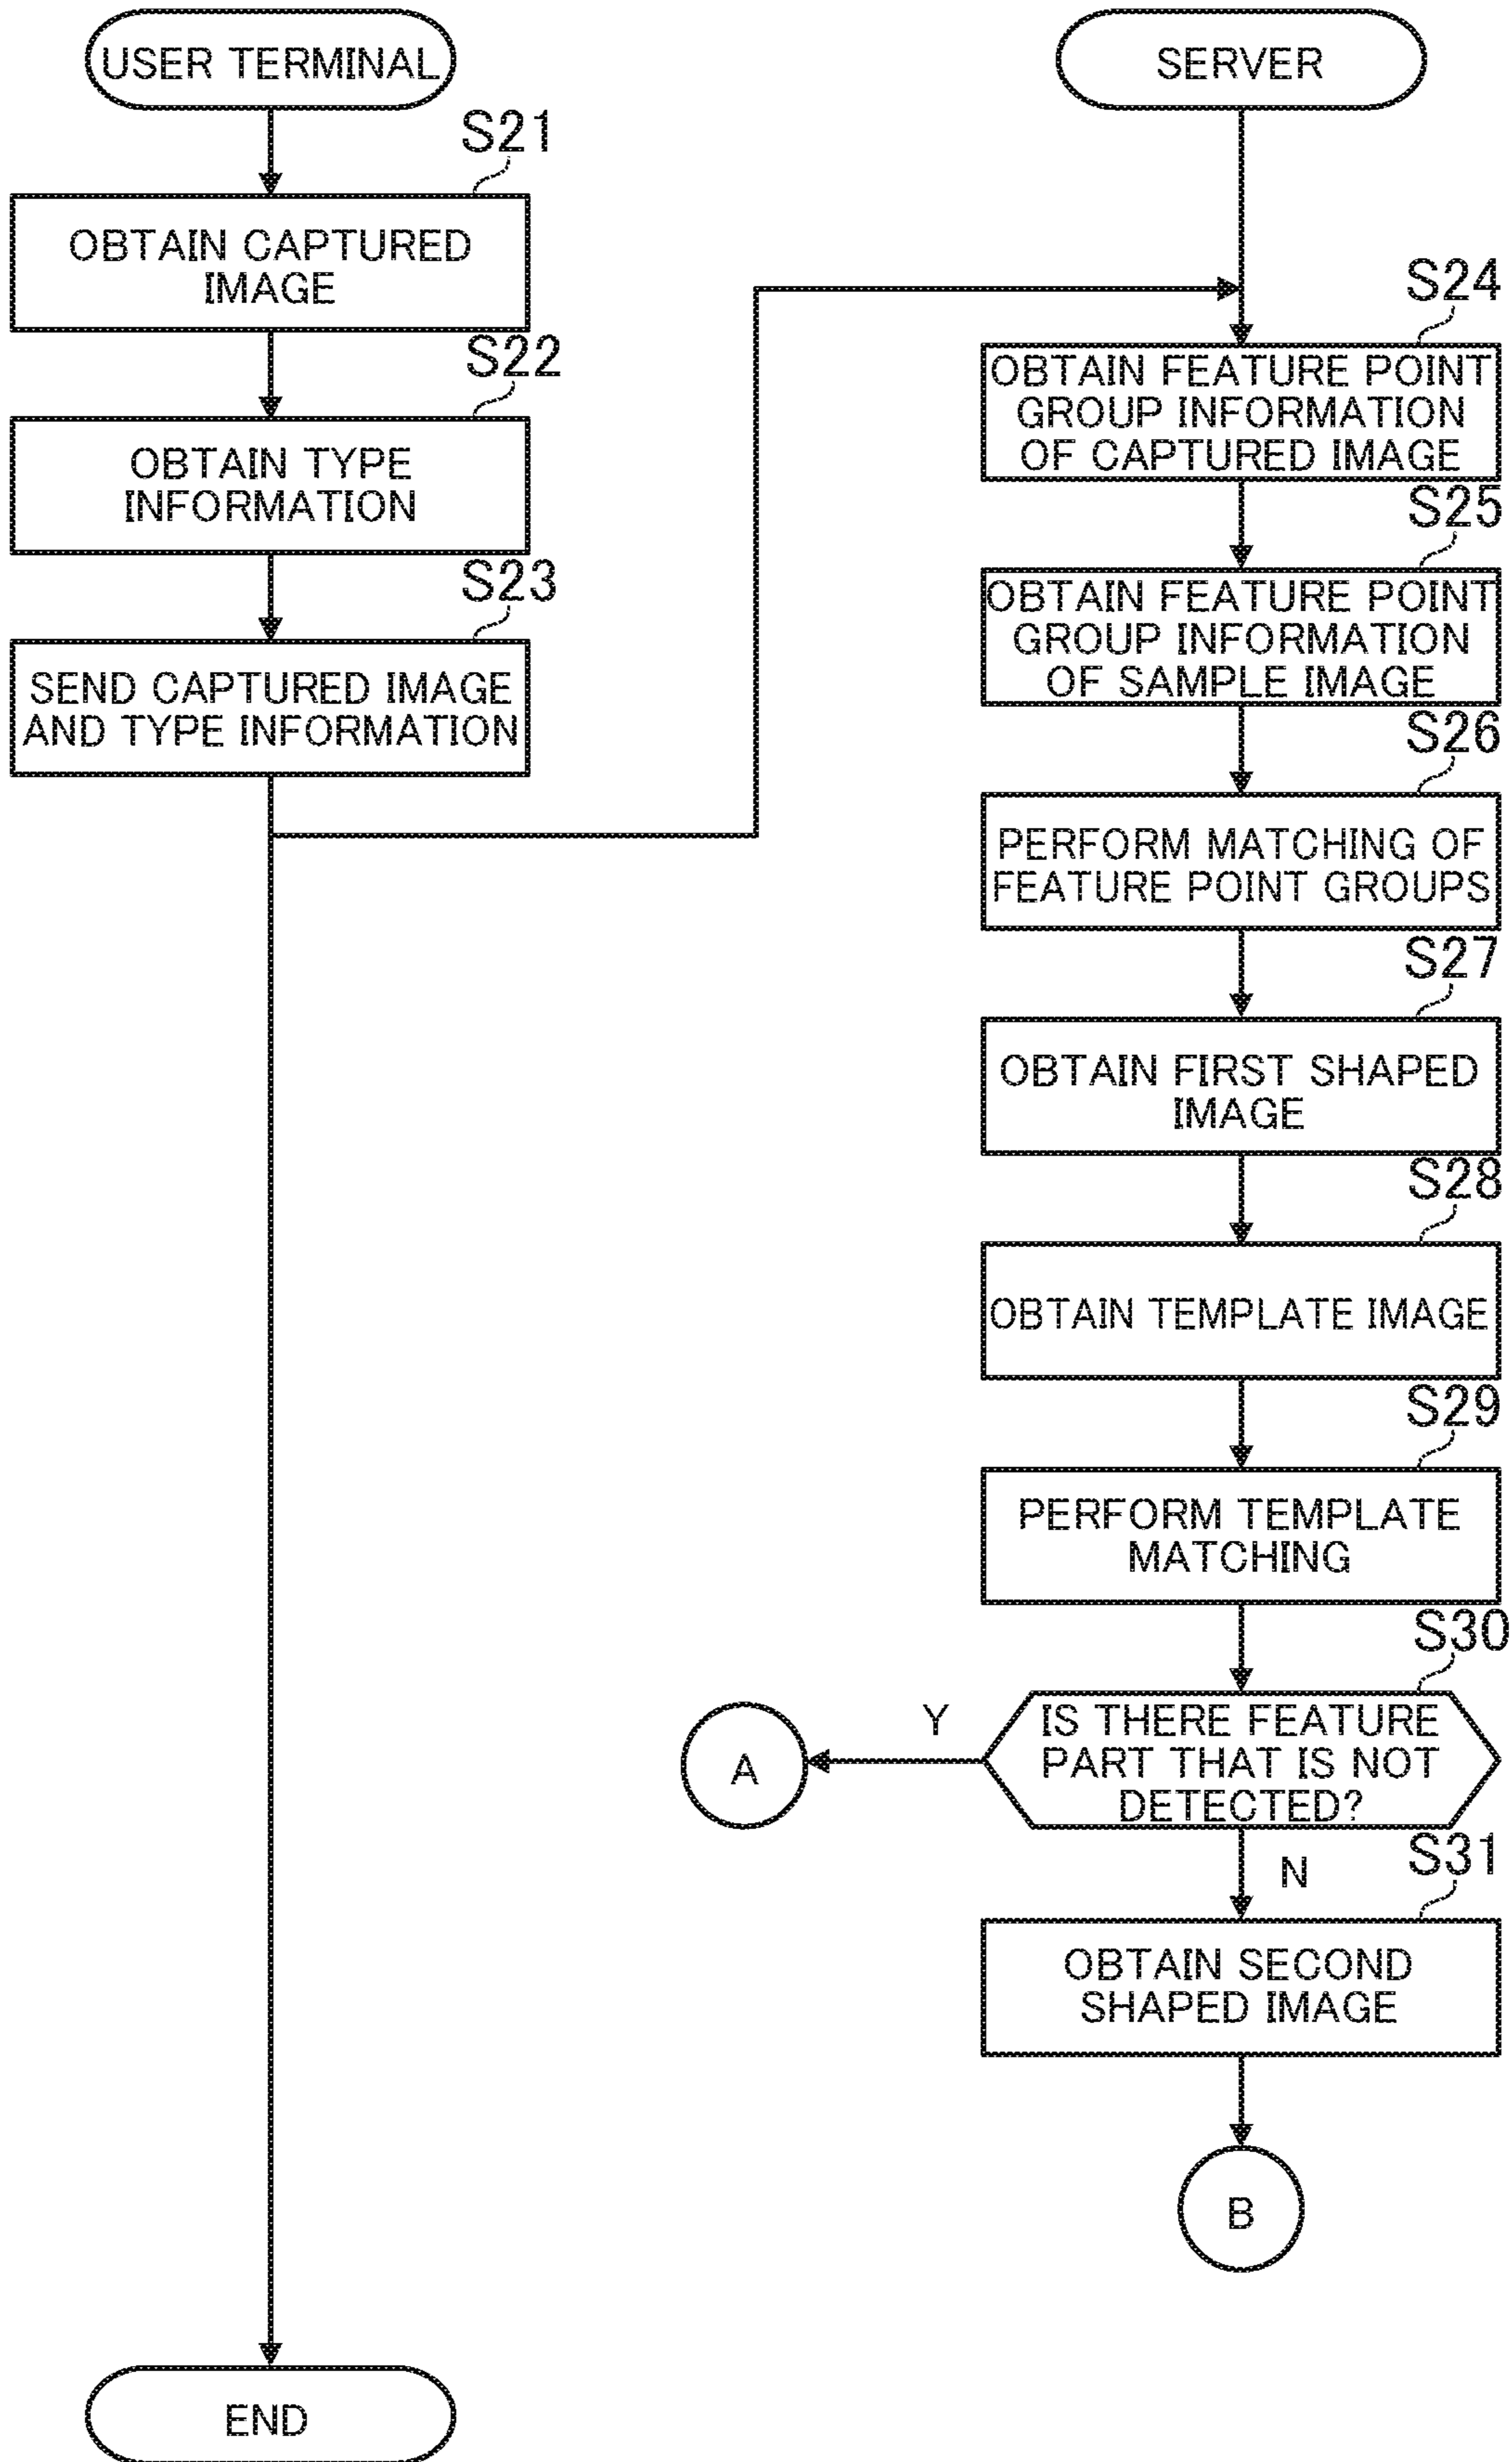 USER TERMINAL
S21
OBTAIN CAPTURED
IMAGE
S22
OBTAIN TYPE
INFORMATION
S23
SEND CAPTURED IMAGE
AND TYPE INFORMATION
END
SERVER
S24
OBTAIN FEATURE POINT
GROUP INFORMATION
OF CAPTURED IMAGE
S25
OBTAIN FEATURE POINT
GROUP INFORMATION
OF SAMPLE IMAGE
S26
PERFORM MATCHING OF
FEATURE POINT GROUPS
S27
OBTAIN FIRST SHAPED
IMAGE
S28
OBTAIN TEMPLATE IMAGE
S29
PERFORM TEMPLATE
MATCHING
S30
IS THERE FEATURE
PART THAT IS NOT
DETECTED?
Y
A
N
S31
OBTAIN SECOND
SHAPED IMAGE
B